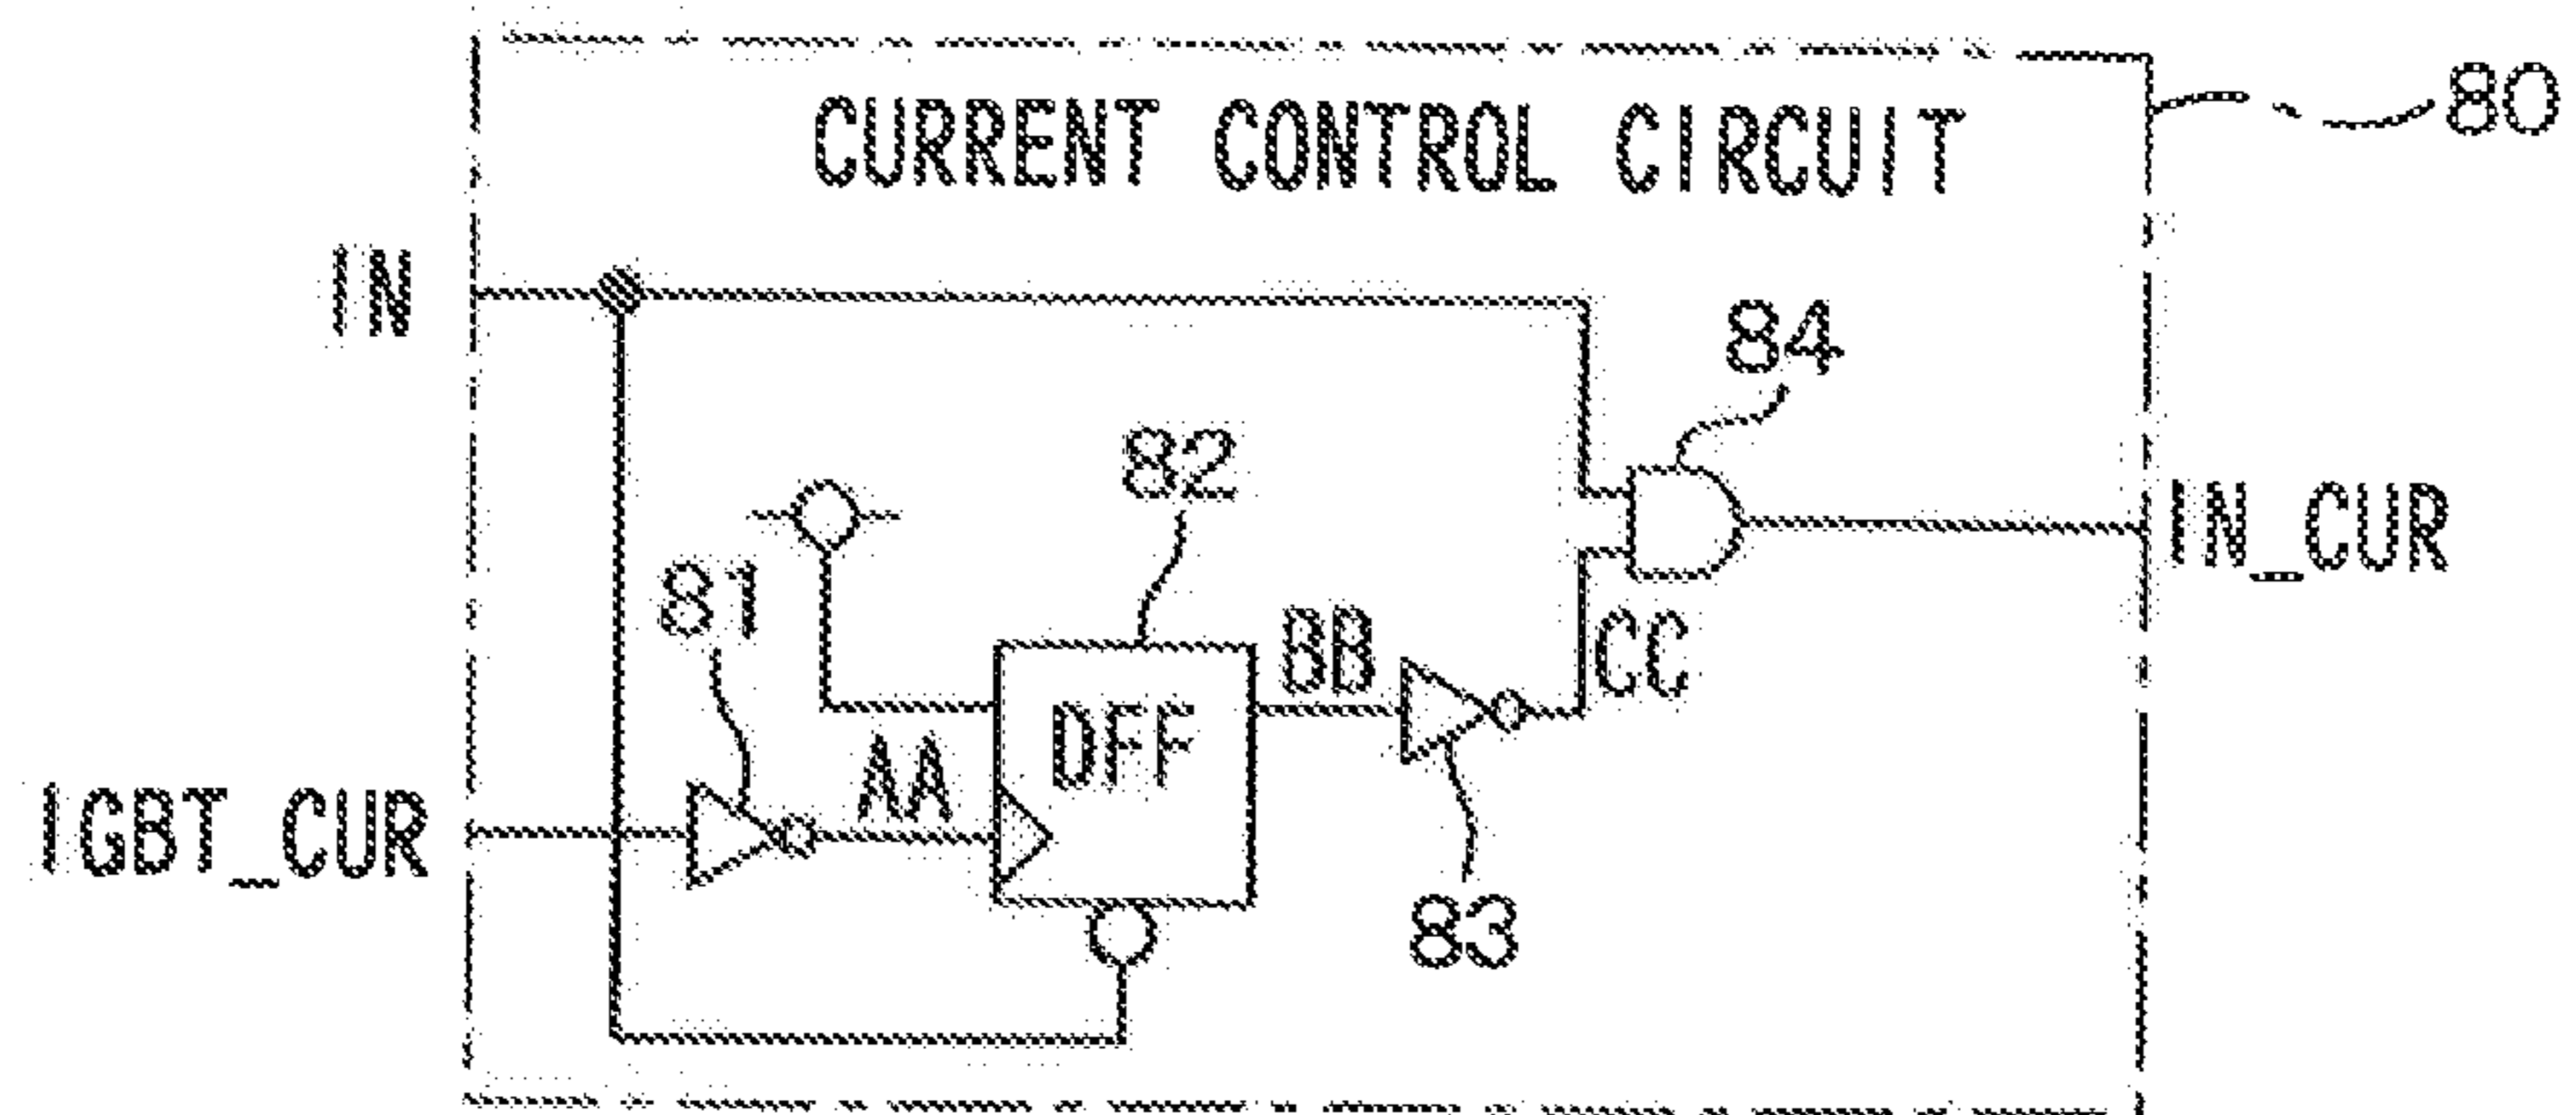 CURRENT CONTROL CIRCUIT
80
IN
84
82
IN_CUR
81
BB
CC
DFF
AA
IGBT_CUR
83